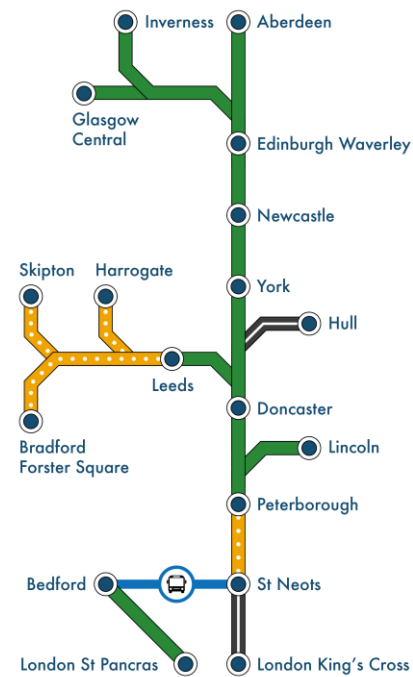 Inverness
Aberdeen
Glasgow
Central
Edinburgh Waverley
Newcastle
Skipton
Harrogate
York
Hull
Leeds
Doncaster
Bradford
Forster Square
Lincoln
Peterborough
Bedford
St Neots
London St Pancras
London King's Cross